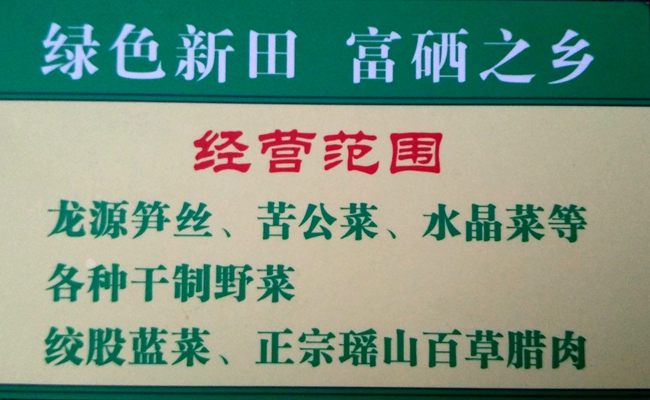 绿色新田 富硒之乡
经营范围
龙源笋丝、苦公菜、水晶菜等
各种干制野菜
绞股蓝菜、正宗瑶山百草腊肉